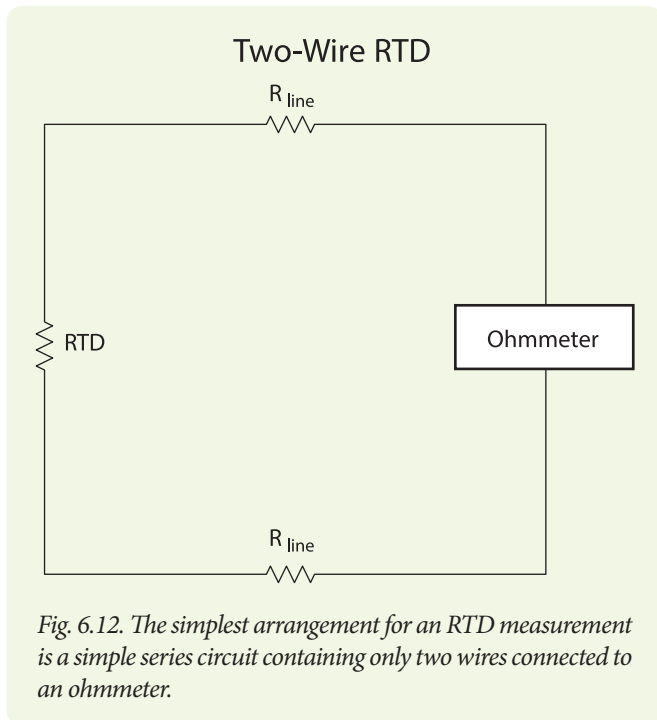 Two-Wire RTD
R line
RTD
Ohmmeter
R line
Fig. 6.12. The simplest arrangement for an RTD measurement
is a simple series circuit containing only two wires connected to
an ohmmeter.